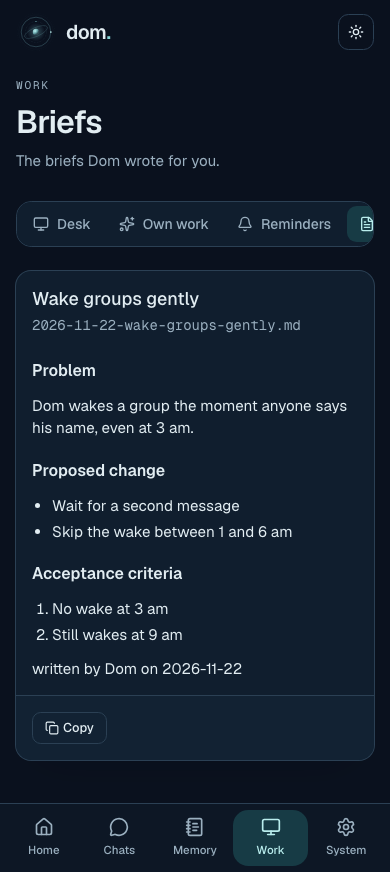 dom.
WORK
Briefs
The briefs Dom wrote for you.
Desk
Own work
Reminders
Wake groups gently
2026-11-22-wake-groups-gently.md
Problem
Dom wakes a group the moment anyone says
his name, even at 3 am.
Proposed change
• Wait for a second message
• Skip the wake between 1 and 6 am
Acceptance criteria
1. No wake at 3 am
2. Still wakes at 9 am
written by Dom on 2026-11-22
Copy
Home
Chats
Memory
Work
System